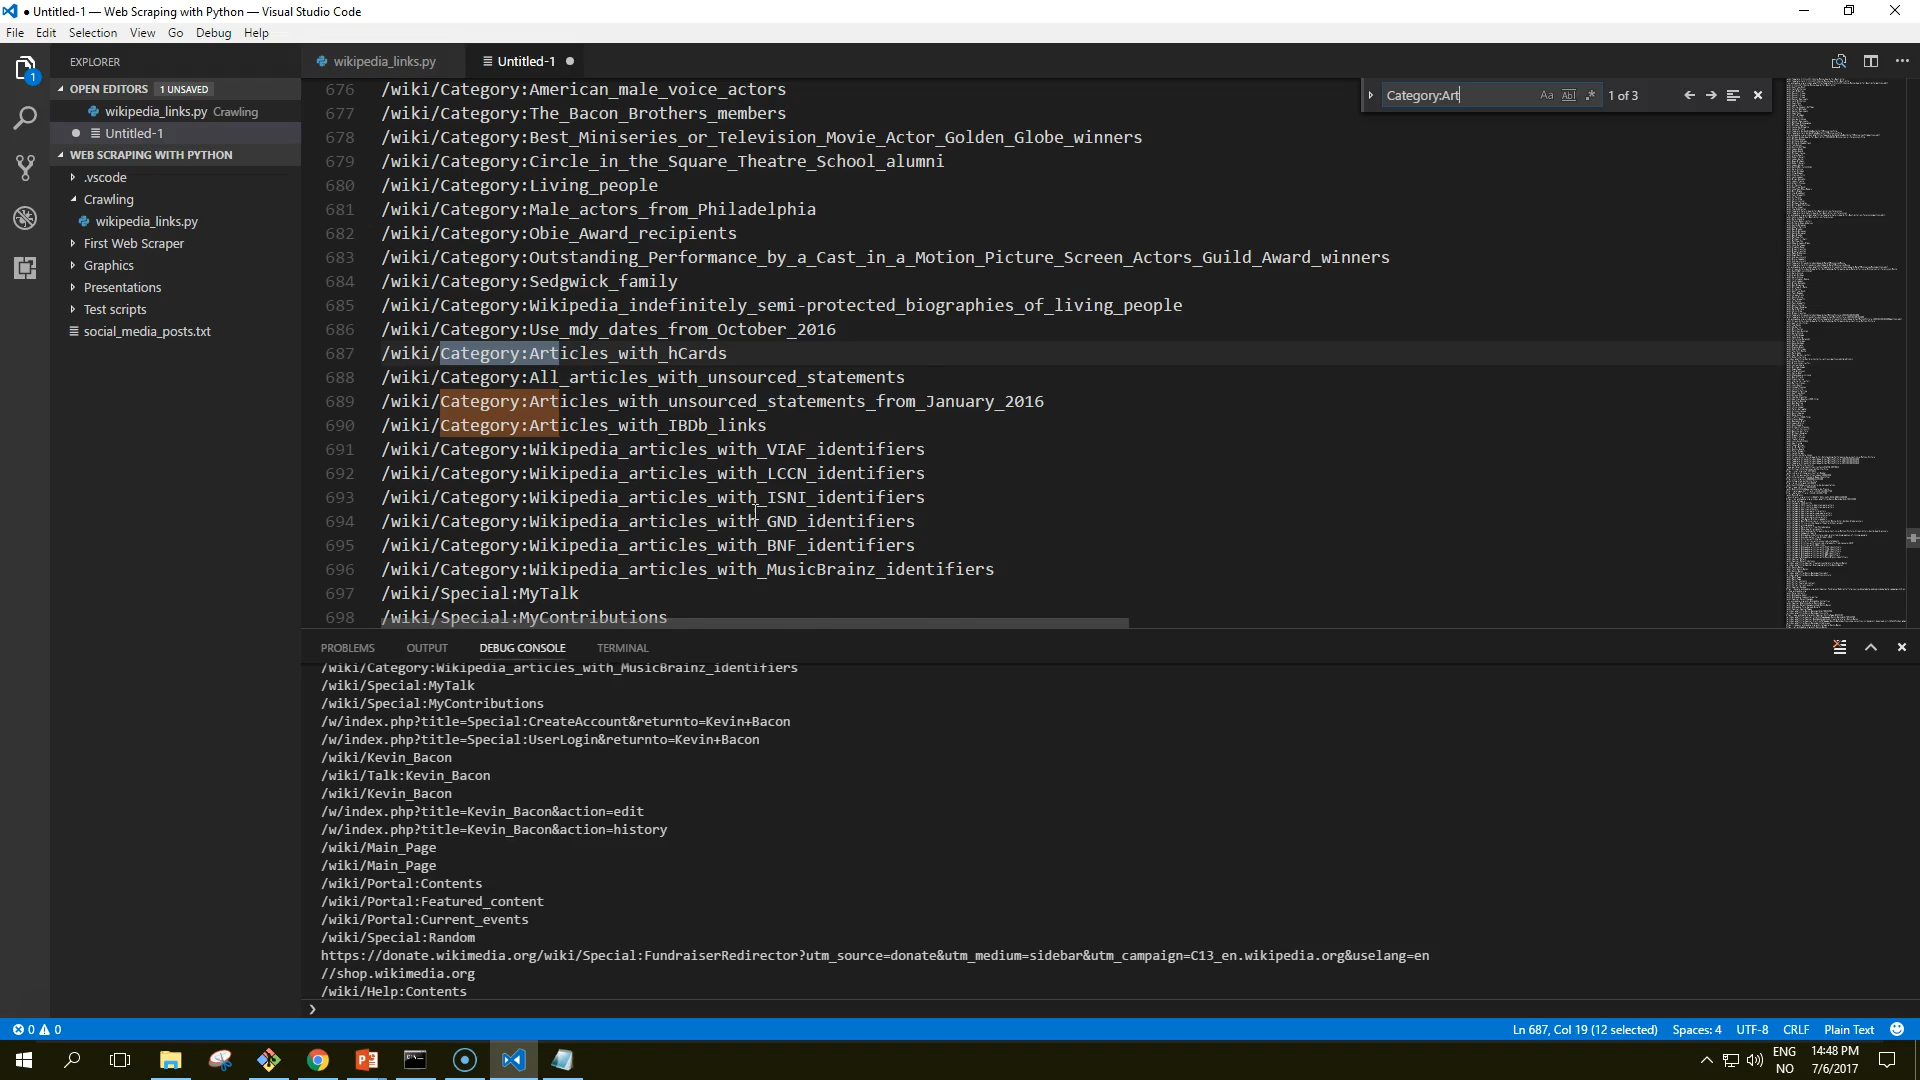 ● Untitled-1 — Web Scraping with Python — Visual Studio Code
File Edit Selection View Go Debug Help
EXPLORER
OPEN EDITORS 1 UNSAVED
wikipedia_links.py Crawling
Untitled-1
WEB SCRAPING WITH PYTHON
.vscode
Crawling
wikipedia_links.py
First Web Scraper
Graphics
Presentations
Test scripts
social_media_posts.txt
1
wikipedia_links.py Untitled-1
Category:Art Aa Abl .* 1 of 3
676 /wiki/Category:American_male_voice_actors
677 /wiki/Category:The_Bacon_Brothers_members
678 /wiki/Category:Best_Miniseries_or_Television_Movie_Actor_Golden_Globe_winners
679 /wiki/Category:Circle_in_the_Square_Theatre_School_alumni
680 /wiki/Category:Living_people
681 /wiki/Category:Male_actors_from_Philadelphia
682 /wiki/Category:Obie_Award_recipients
683 /wiki/Category:Outstanding_Performance_by_a_Cast_in_a_Motion_Picture_Screen_Actors_Guild_Award_winners
684 /wiki/Category:Sedgwick_family
685 /wiki/Category:Wikipedia_indefinitely_semi-protected_biographies_of_living_people
686 /wiki/Category:Use_mdy_dates_from_October_2016
687 /wiki/Category:Articles_with_hCards
688 /wiki/Category:All_articles_with_unsourced_statements
689 /wiki/Category:Articles_with_unsourced_statements_from_January_2016
690 /wiki/Category:Articles_with_IBDb_links
691 /wiki/Category:Wikipedia_articles_with_VIAF_identifiers
692 /wiki/Category:Wikipedia_articles_with_LCCN_identifiers
693 /wiki/Category:Wikipedia_articles_with_ISNI_identifiers
694 /wiki/Category:Wikipedia_articles_with_GND_identifiers
695 /wiki/Category:Wikipedia_articles_with_BNF_identifiers
696 /wiki/Category:Wikipedia_articles_with_MusicBrainz_identifiers
697 /wiki/Special:MyTalk
698 /wiki/Special:MyContributions
PROBLEMS OUTPUT DEBUG CONSOLE TERMINAL
/wiki/Category:Wikipedia_articles_with_MusicBrainz_identifiers
/wiki/Special:MyTalk
/wiki/Special:MyContributions
/w/index.php?title=Special:CreateAccount&returnto=Kevin+Bacon
/w/index.php?title=Special:UserLogin&returnto=Kevin+Bacon
/wiki/Kevin_Bacon
/wiki/Talk:Kevin_Bacon
/wiki/Kevin_Bacon
/w/index.php?title=Kevin_Bacon&action=edit
/w/index.php?title=Kevin_Bacon&action=history
/wiki/Main_Page
/wiki/Main_Page
/wiki/Portal:Contents
/wiki/Portal:Featured_content
/wiki/Portal:Current_events
/wiki/Special:Random
https://donate.wikimedia.org/wiki/Special:FundraiserRedirector?utm_source=donate&utm_medium=sidebar&utm_campaign=C13_en.wikipedia.org&uselang=en
//shop.wikimedia.org
/wiki/Help:Contents
0 0 Ln 687, Col 19 (12 selected) Spaces: 4 UTF-8 CRLF Plain Text
ENG 14:48 PM
NO 7/6/2017